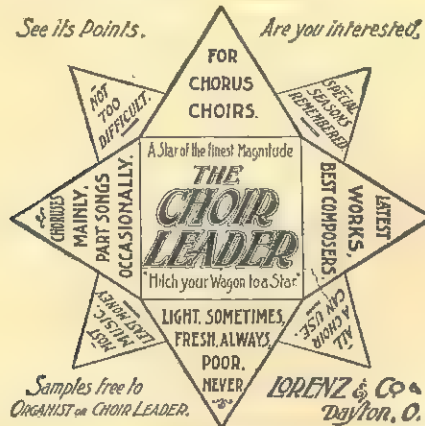 See its Points.
Are you interested?
FOR
CHORUS
CHOIRS.
NOT
TOO
DIFFICULT.
SPECIAL
SEASONS
REMEMBERED
CHORUSES
MAINLY,
PART SONGS
OCCASIONALLY.
A Star of the finest Magnitude
THE
CHOIR
LEADER
"Hitch your Wagon to a Star."
LATEST
WORKS,
BEST COMPOSERS
MOST
MUSIC
LEAST MONEY
LIGHT, SOMETIMES,
FRESH, ALWAYS,
POOR,
NEVER
ALL
A CHOIR
CAN USE.
Samples free to
ORGANIST OR CHOIR LEADER.
LORENZ & Co
Dayton, O.